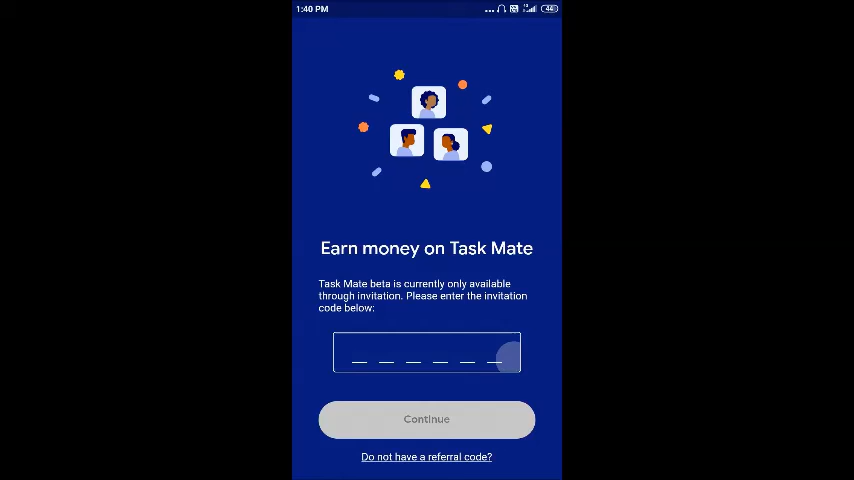 1:40 PM
44
Earn money on Task Mate
Task Mate beta is currently only available
through invitation. Please enter the invitation
code below:
Continue
Do not have a referral code?